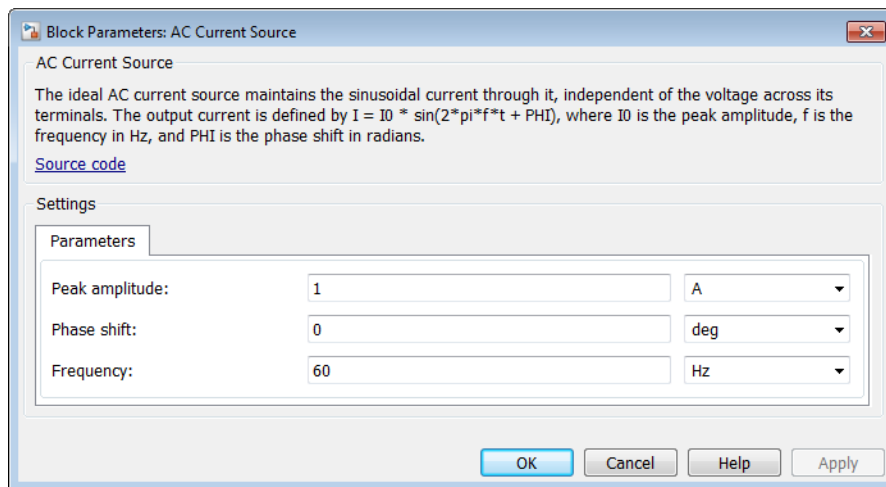 Block Parameters: AC Current Source
AC Current Source
The ideal AC current source maintains the sinusoidal current through it, independent of the voltage across its
terminals. The output current is defined by I = I0 * sin(2*pi*f*t + PHI), where I0 is the peak amplitude, f is the
frequency in Hz, and PHI is the phase shift in radians.
Source code
Settings
Parameters
Peak amplitude: 1 A
Phase shift: 0 deg
Frequency: 60 Hz
OK Cancel Help Apply